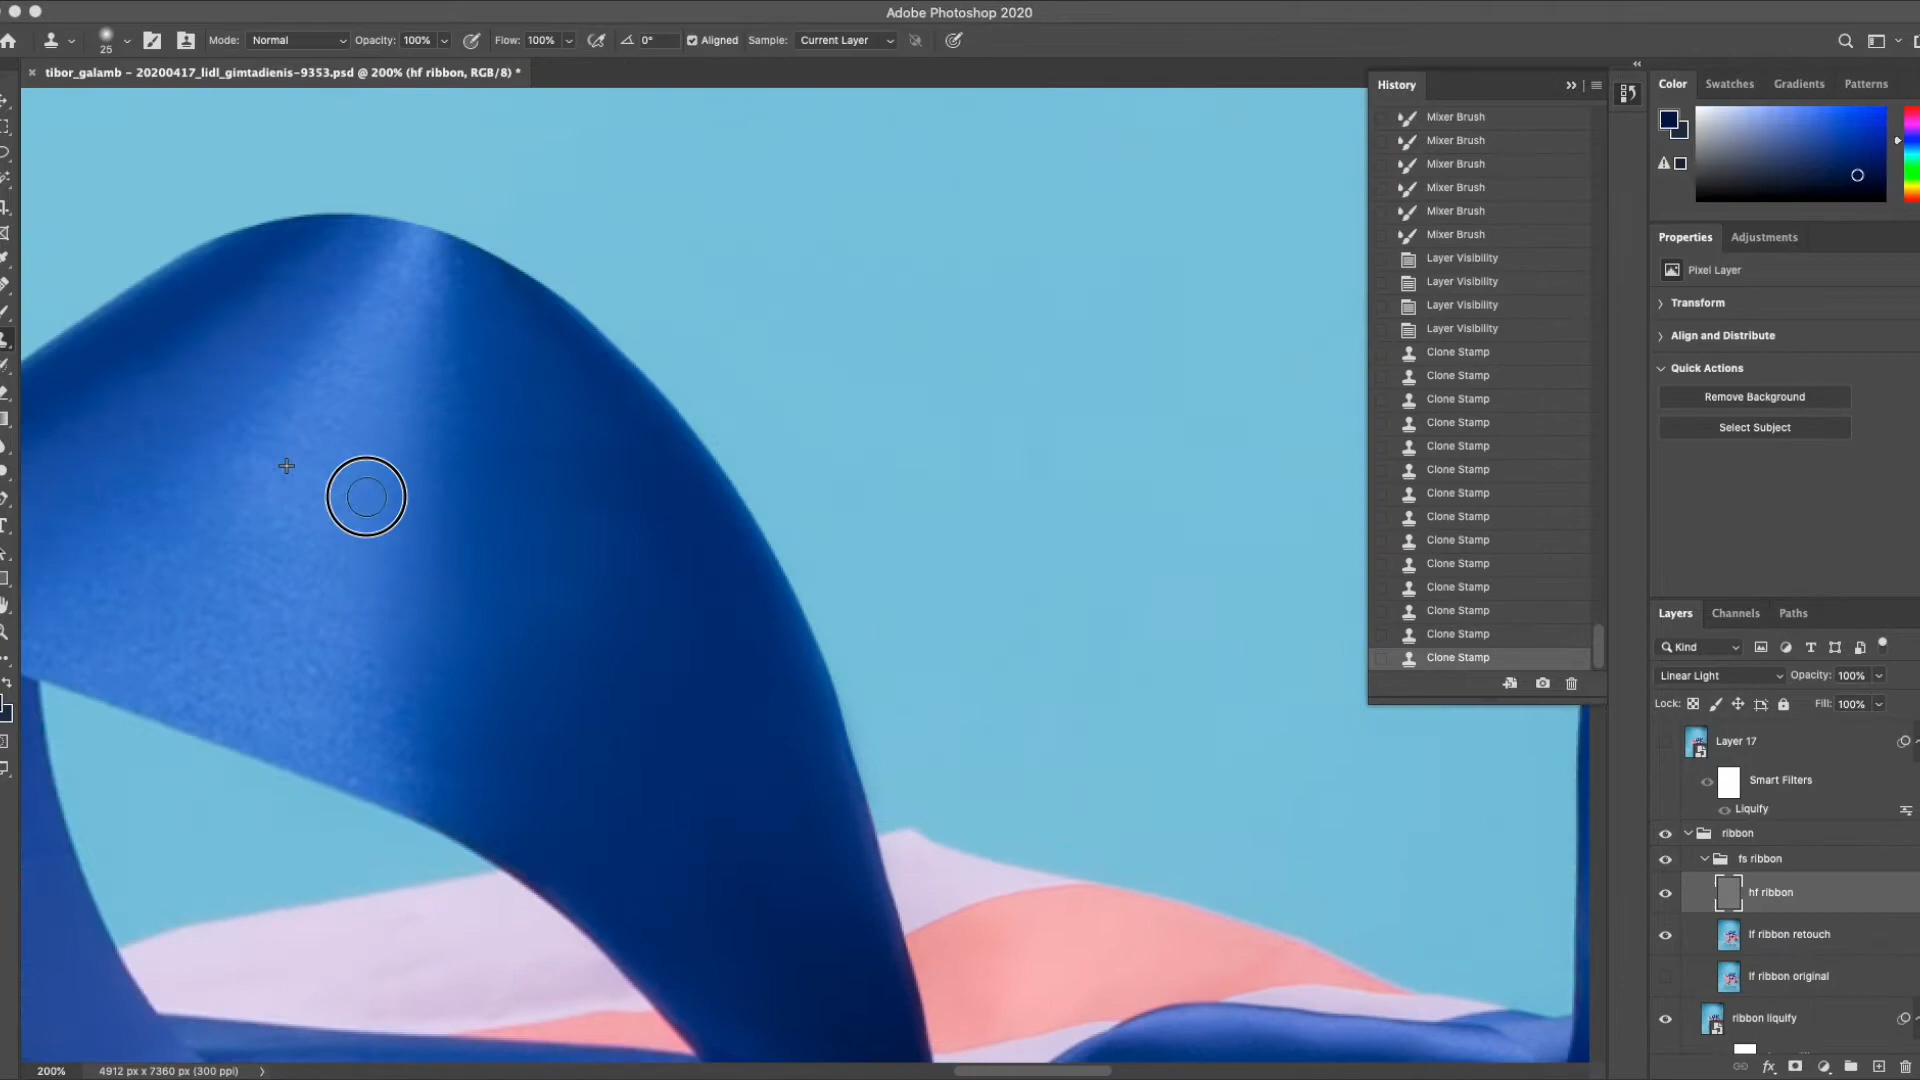 Adobe Photoshop 2020
25
Mode: Normal Opacity: 100% Flow: 100% 0° Aligned Sample: Current Layer
tibor_galamb - 20200417_lidl_gimtadienis-9353.psd @ 200% (hf ribbon, RGB/8) *
History
Mixer Brush
Mixer Brush
Mixer Brush
Mixer Brush
Mixer Brush
Mixer Brush
Layer Visibility
Layer Visibility
Layer Visibility
Layer Visibility
Clone Stamp
Clone Stamp
Clone Stamp
Clone Stamp
Clone Stamp
Clone Stamp
Clone Stamp
Clone Stamp
Clone Stamp
Clone Stamp
Clone Stamp
Clone Stamp
Clone Stamp
Clone Stamp
Color Swatches Gradients Patterns
Properties Adjustments
Pixel Layer
Transform
Align and Distribute
Quick Actions
Remove Background
Select Subject
Layers Channels Paths
Kind
Linear Light Opacity: 100%
Lock: Fill: 100%
Layer 17
Smart Filters
Liquify
ribbon
fs ribbon
hf ribbon
lf ribbon retouch
lf ribbon original
ribbon liquify
200% 4912 px x 7360 px (300 ppi)